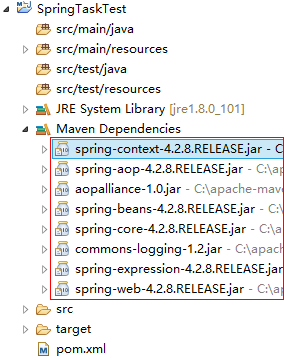 SpringTaskTest
src/main/java
src/main/resources
src/test/java
src/test/resources
JRE System Library [jre1.8.0_101]
Maven Dependencies
spring-context-4.2.8.RELEASE.jar - C
spring-aop-4.2.8.RELEASE.jar - C:\a
aopalliance-1.0.jar - C:\apache-mave
spring-beans-4.2.8.RELEASE.jar - C:
spring-core-4.2.8.RELEASE.jar - C:\
commons-logging-1.2.jar - C:\apac
spring-expression-4.2.8.RELEASE.jar
spring-web-4.2.8.RELEASE.jar - C:\a
src
target
pom.xml